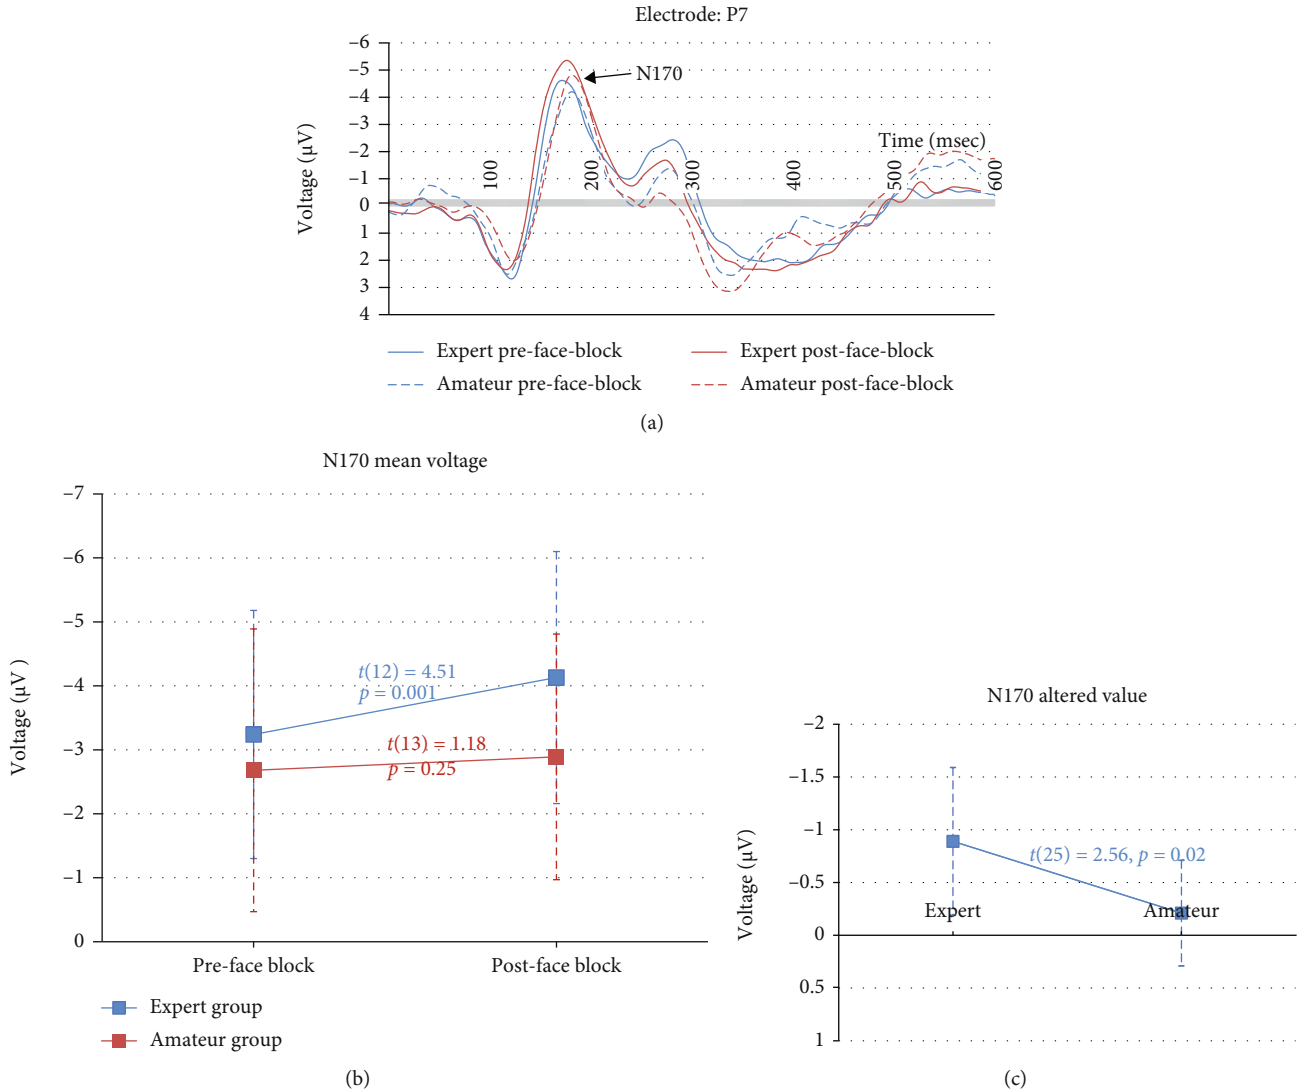 Electrode: P7
–6
–5
–4
–3
–2
–1
0
1
2
3
4
Voltage (μV)
N170
Time (msec)
100
200
300
400
500
600
Expert pre-face-block
Expert post-face-block
Amateur pre-face-block
Amateur post-face-block
(a)
N170 mean voltage
–7
–6
–5
–4
–3
–2
–1
0
Voltage (μV )
t(12) = 4.51
p = 0.001
t(13) = 1.18
p = 0.25
Pre-face block
Post-face block
Expert group
Amateur group
(b)
N170 altered value
–2
–1.5
–1
–0.5
0
0.5
1
Voltage (μV)
t(25) = 2.56, p = 0.02
Expert
Amateur
(c)